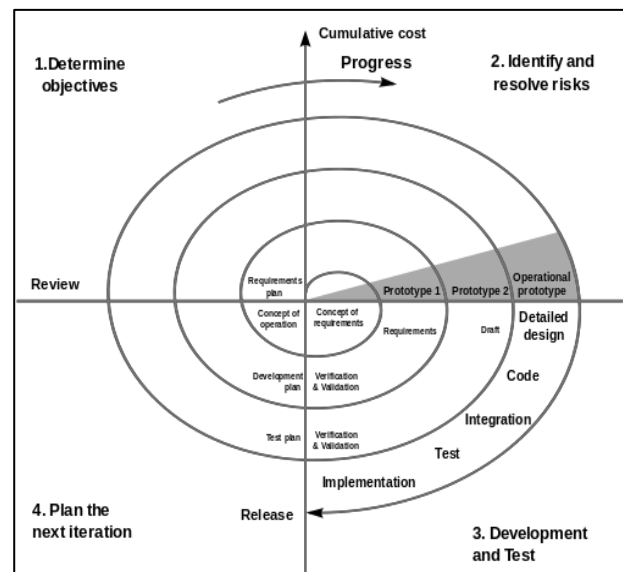 Cumulative cost
1.Determine
objectives
Progress
2. Identify and
resolve risks
Review
Requirements
plan
Prototype 1
Prototype 2
Operational
prototype
Concept of
operation
Concept of
requirements
Requirements
Draft
Detailed
design
Development
plan
Verification
& Validation
Code
Integration
Test plan
Verification
& Validation
Test
Implementation
4. Plan the
next iteration
Release
3. Development
and Test